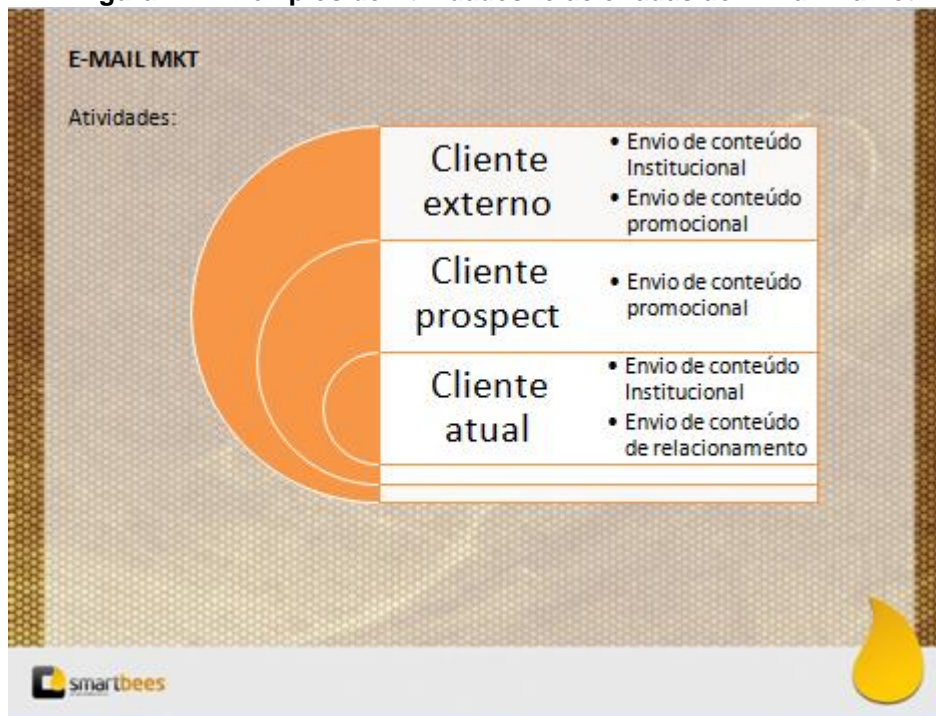 E-MAIL MKT
Atividades:
Cliente
externo
• Envio de conteúdo
Institucional
• Envio de conteúdo
promocional
Cliente
prospect
• Envio de conteúdo
promocional
Cliente
atual
• Envio de conteúdo
Institucional
• Envio de conteúdo
de relacionamento
smartbees